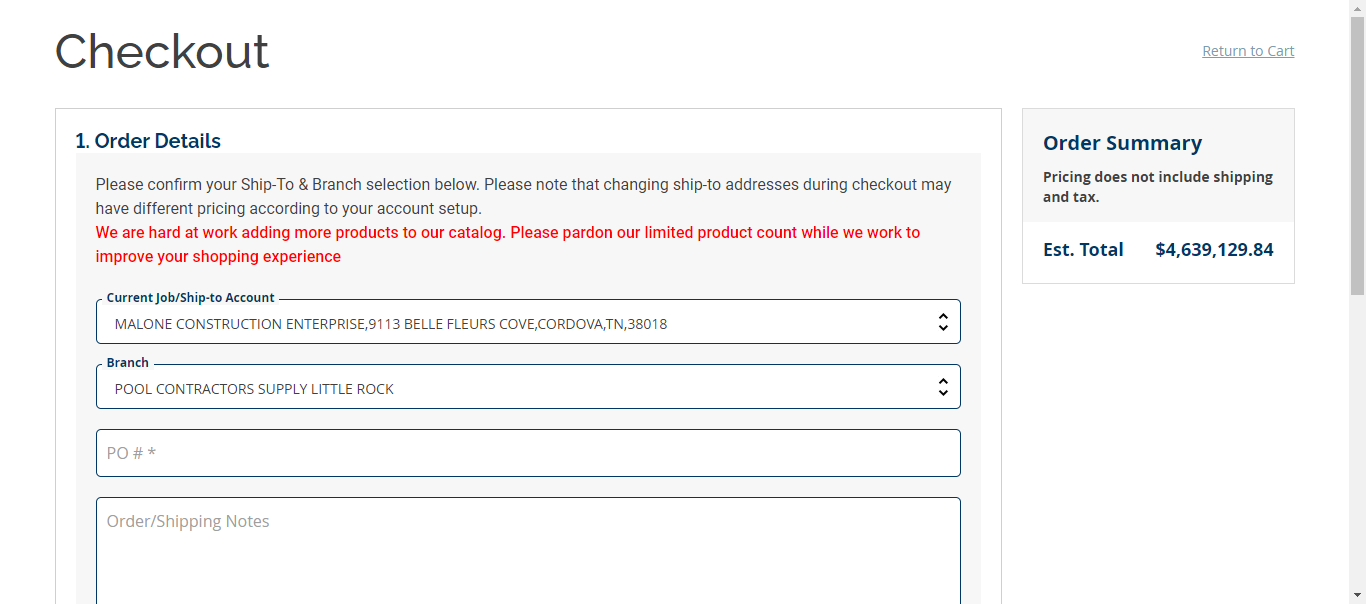 Checkout
Return to Cart
1. Order Details
Please confirm your Ship-To & Branch selection below. Please note that changing ship-to addresses during checkout may
have different pricing according to your account setup.
We are hard at work adding more products to our catalog. Please pardon our limited product count while we work to
improve your shopping experience
Current Job/Ship-to Account
MALONE CONSTRUCTION ENTERPRISE,9113 BELLE FLEURS COVE,CORDOVA,TN,38018
Branch
POOL CONTRACTORS SUPPLY LITTLE ROCK
PO # *
Order/Shipping Notes
Order Summary
Pricing does not include shipping
and tax.
Est. Total $4,639,129.84